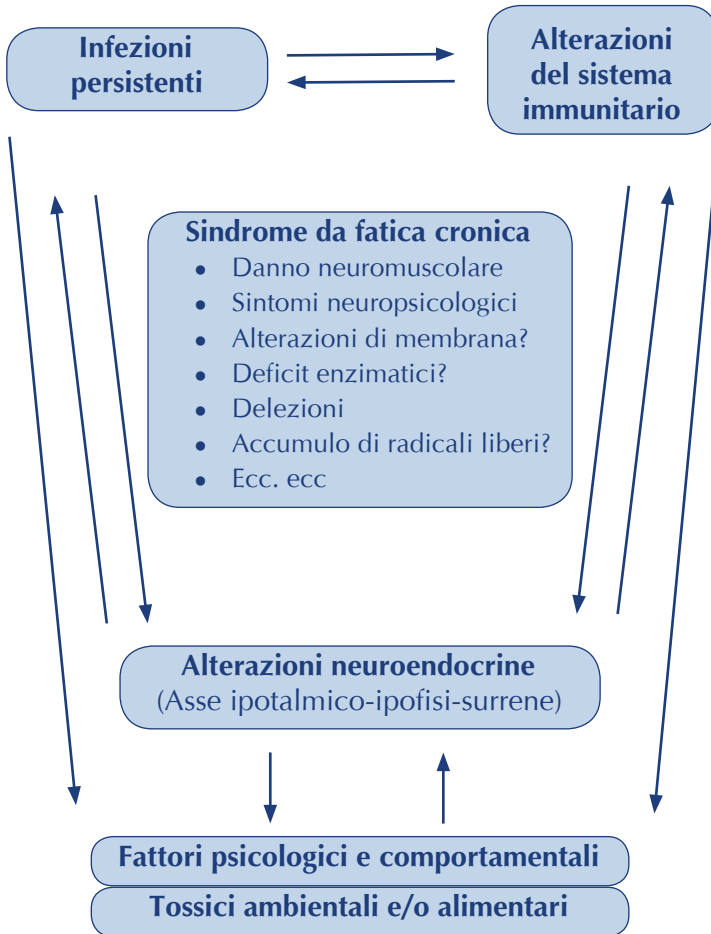 Infezioni
persistenti
Alterazioni
del sistema
immunitario
Sindrome da fatica cronica
• Danno neuromuscolare
• Sintomi neuropsicologici
• Alterazioni di membrana?
• Deficit enzimatici?
• Delezioni
• Accumulo di radicali liberi?
• Ecc. ecc
Alterazioni neuroendocrine
(Asse ipotalmico-ipofisi-surrene)
Fattori psicologici e comportamentali
Tossici ambientali e/o alimentari